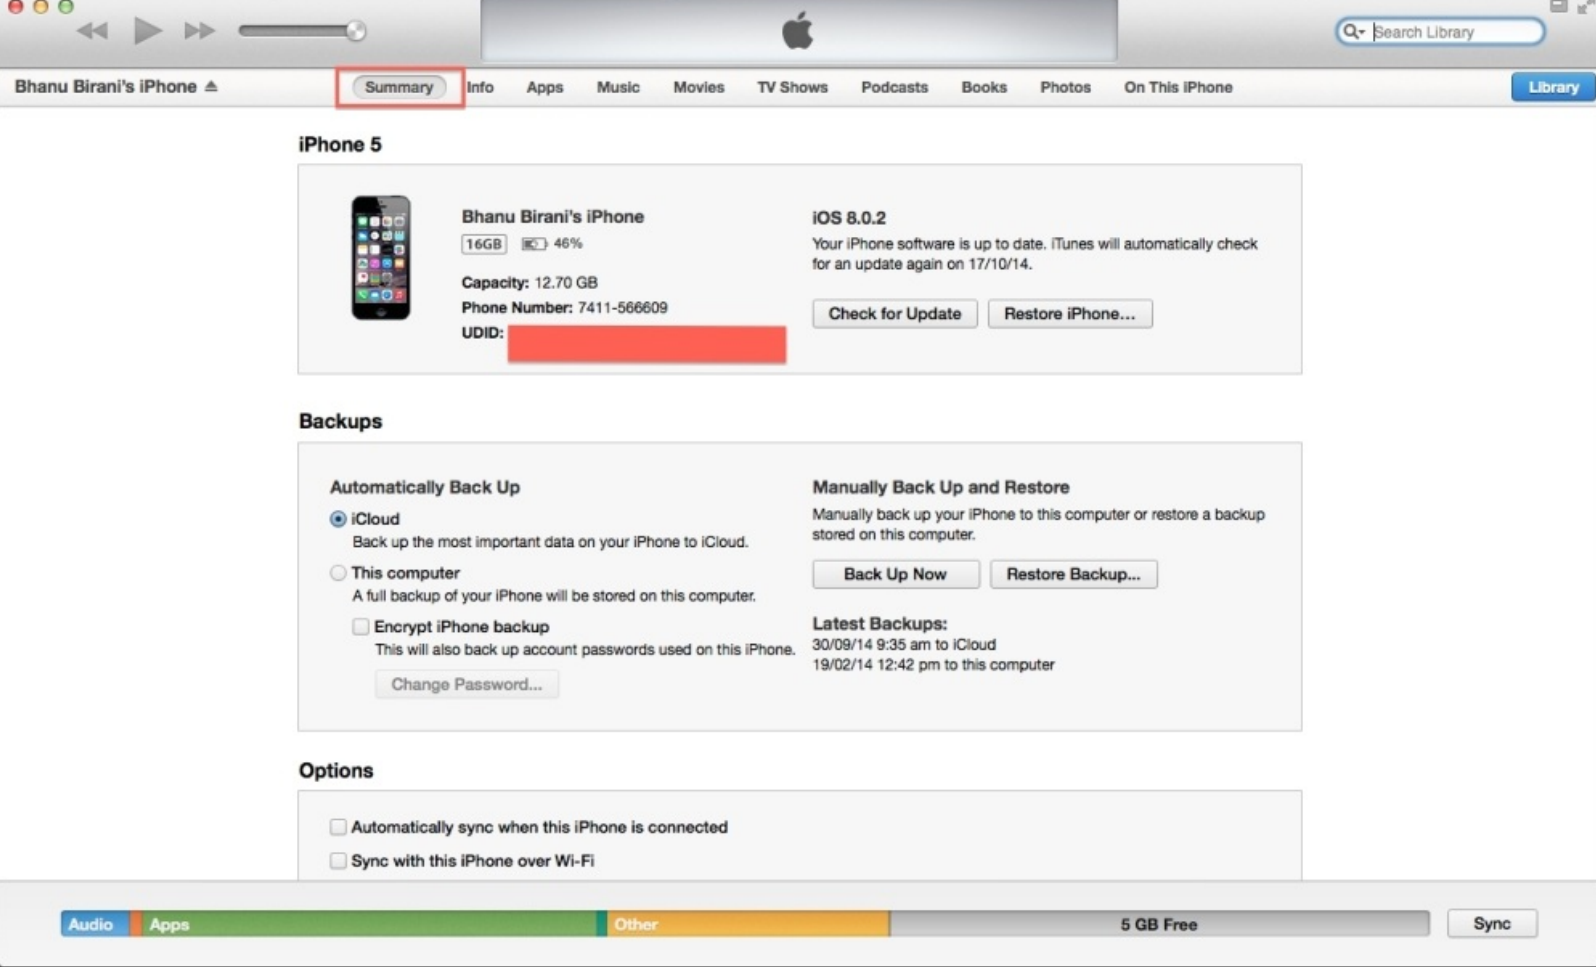 Search Library
Bhanu Birani's iPhone
Summary Info Apps Music Movies TV Shows Podcasts Books Photos On This iPhone
Library
iPhone 5
Bhanu Birani's iPhone
16GB 46%
Capacity: 12.70 GB
Phone Number: 7411-566609
UDID:
iOS 8.0.2
Your iPhone software is up to date. iTunes will automatically check
for an update again on 17/10/14.
Check for Update Restore iPhone...
Backups
Automatically Back Up
iCloud
Back up the most important data on your iPhone to iCloud.
This computer
A full backup of your iPhone will be stored on this computer.
Encrypt iPhone backup
This will also back up account passwords used on this iPhone.
Change Password...
Manually Back Up and Restore
Manually back up your iPhone to this computer or restore a backup
stored on this computer.
Back Up Now Restore Backup...
Latest Backups:
30/09/14 9:35 am to iCloud
19/02/14 12:42 pm to this computer
Options
Automatically sync when this iPhone is connected
Sync with this iPhone over Wi-Fi
Audio Apps Other 5 GB Free Sync